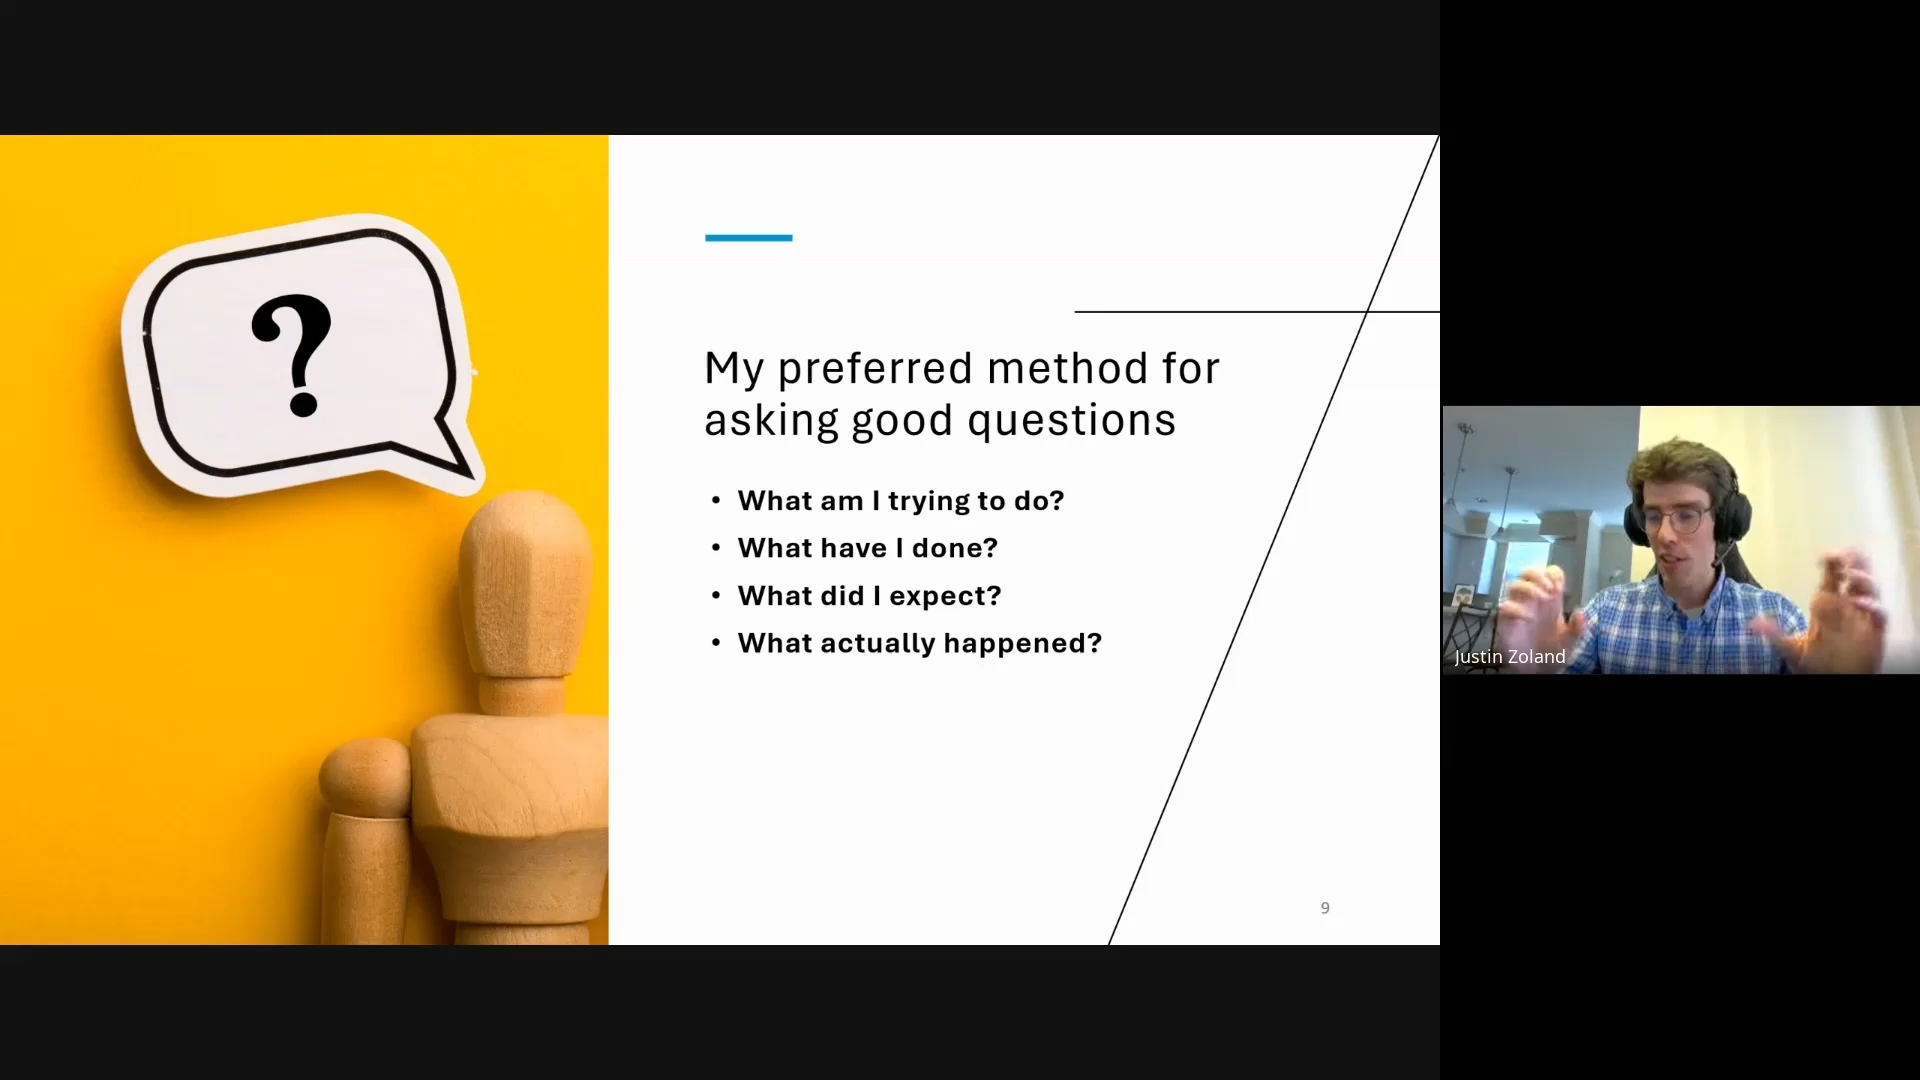 ?
My preferred method for
asking good questions
• What am I trying to do?
• What have I done?
• What did I expect?
• What actually happened?
9
Justin Zoland